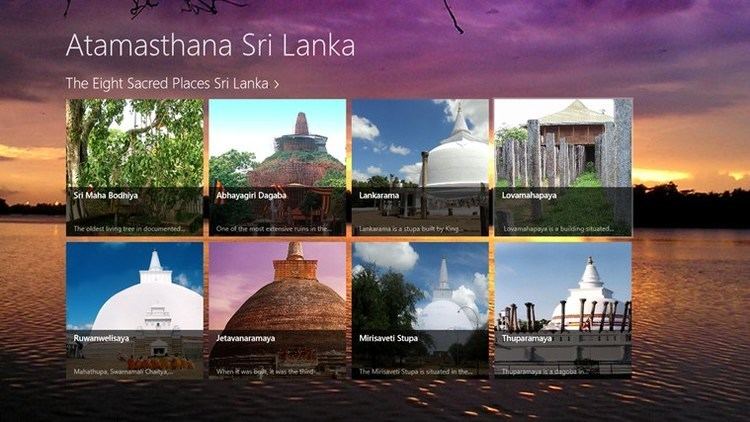 Atamasthana Sri Lanka
The Eight Sacred Places Sri Lanka >
Sri Maha Bodhiya
The oldest living tree in documented...
Abhayagiri Dagaba
One of the most extensive ruins in the...
Lankarama
Lankarama is a stupa built by King...
Lovamahapaya
Lovamahapaya is a building situated...
Ruwanwelisaya
Mahathupa, Swarnamali Chaitya,...
Jetavanaramaya
When it was built, it was the third...
Mirisaveti Stupa
The Mirisaveti Stupa is situated in the...
Thuparamaya
Thuparamaya is a dagoba in...